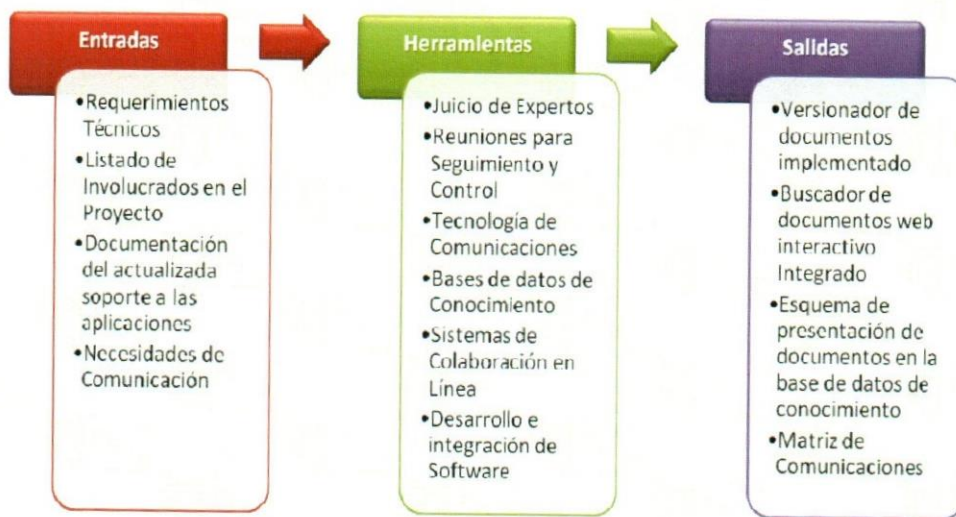 Entradas
•Requerimientos
Técnicos
•Listado de
Involucrados en el
Proyecto
•Documentación
del actualizada
soporte a las
aplicaciones
•Necesidades de
Comunicación
Herramientas
•Juicio de Expertos
•Reuniones para
Seguimiento y
Control
•Tecnología de
Comunicaciones
•Bases de datos de
Conocimiento
•Sistemas de
Colaboración en
Línea
•Desarrollo e
integración de
Software
Salidas
•Versionador de
documentos
implementado
•Buscador de
documentos web
interactivo
Integrado
•Esquema de
presentación de
documentos en la
base de datos de
conocimiento
•Matriz de
Comunicaciones